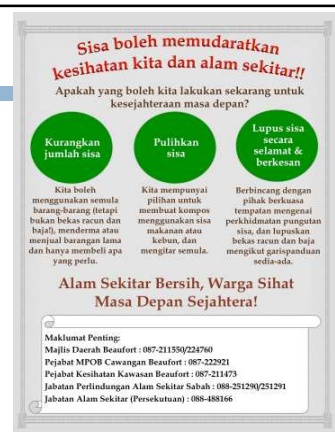 Sisa boleh memudaratkan
kesihatan kita dan alam sekitar!!
Apakah yang boleh kita lakukan sekarang untuk
kesejahteraan masa depan?
Kurangkan
jumlah sisa
Kita boleh
menggunakan semula
barang-barang (tetapi
bukan bekas racun dan
baja!), menderma atau
menjual barangan lama
dan hanya membeli apa
yang perlu.
Pulihkan
sisa
Kita mempunyai
pilihan untuk
membuat kompos
menggunakan sisa
makanan atau
kebun, dan
mengitar semula.
Lupus sisa
secara
selamat &
berkesan
Berbincang dengan
pihak berkuasa
tempatan mengenai
perkhidmatan pungutan
sisa, dan lupuskan
bekas racun dan baja
mengikut garispanduan
sedia-ada.
Alam Sekitar Bersih, Warga Sihat
Masa Depan Sejahtera!
Maklumat Penting:
Majlis Daerah Beaufort : 087-211550/224760
Pejabat MPOB Cawangan Beaufort : 087-222921
Pejabat Kesihatan Kawasan Beaufort : 087-211473
Jabatan Perlindungan Alam Sekitar Sabah : 088-251290/251291
Jabatan Alam Sekitar (Persekutuan) : 088-488166